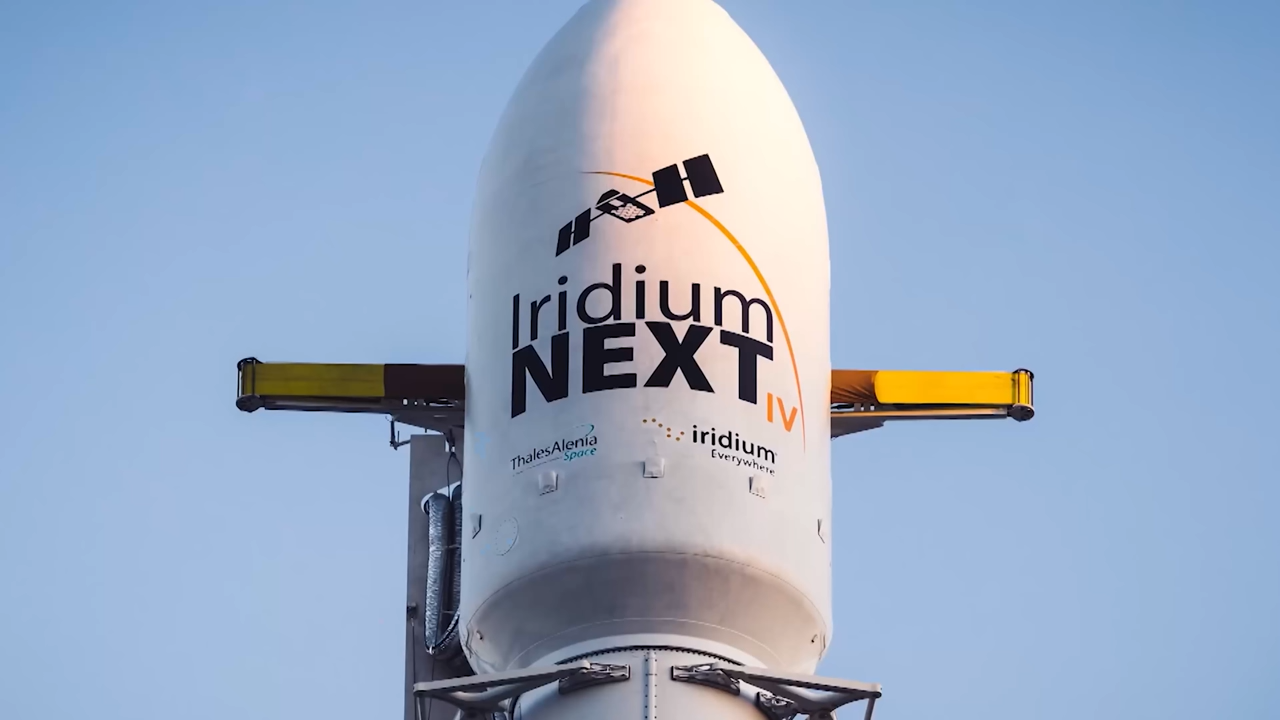 Iridium
NEXT
IV
ThalesAlenia
Space
iridium
Everywhere